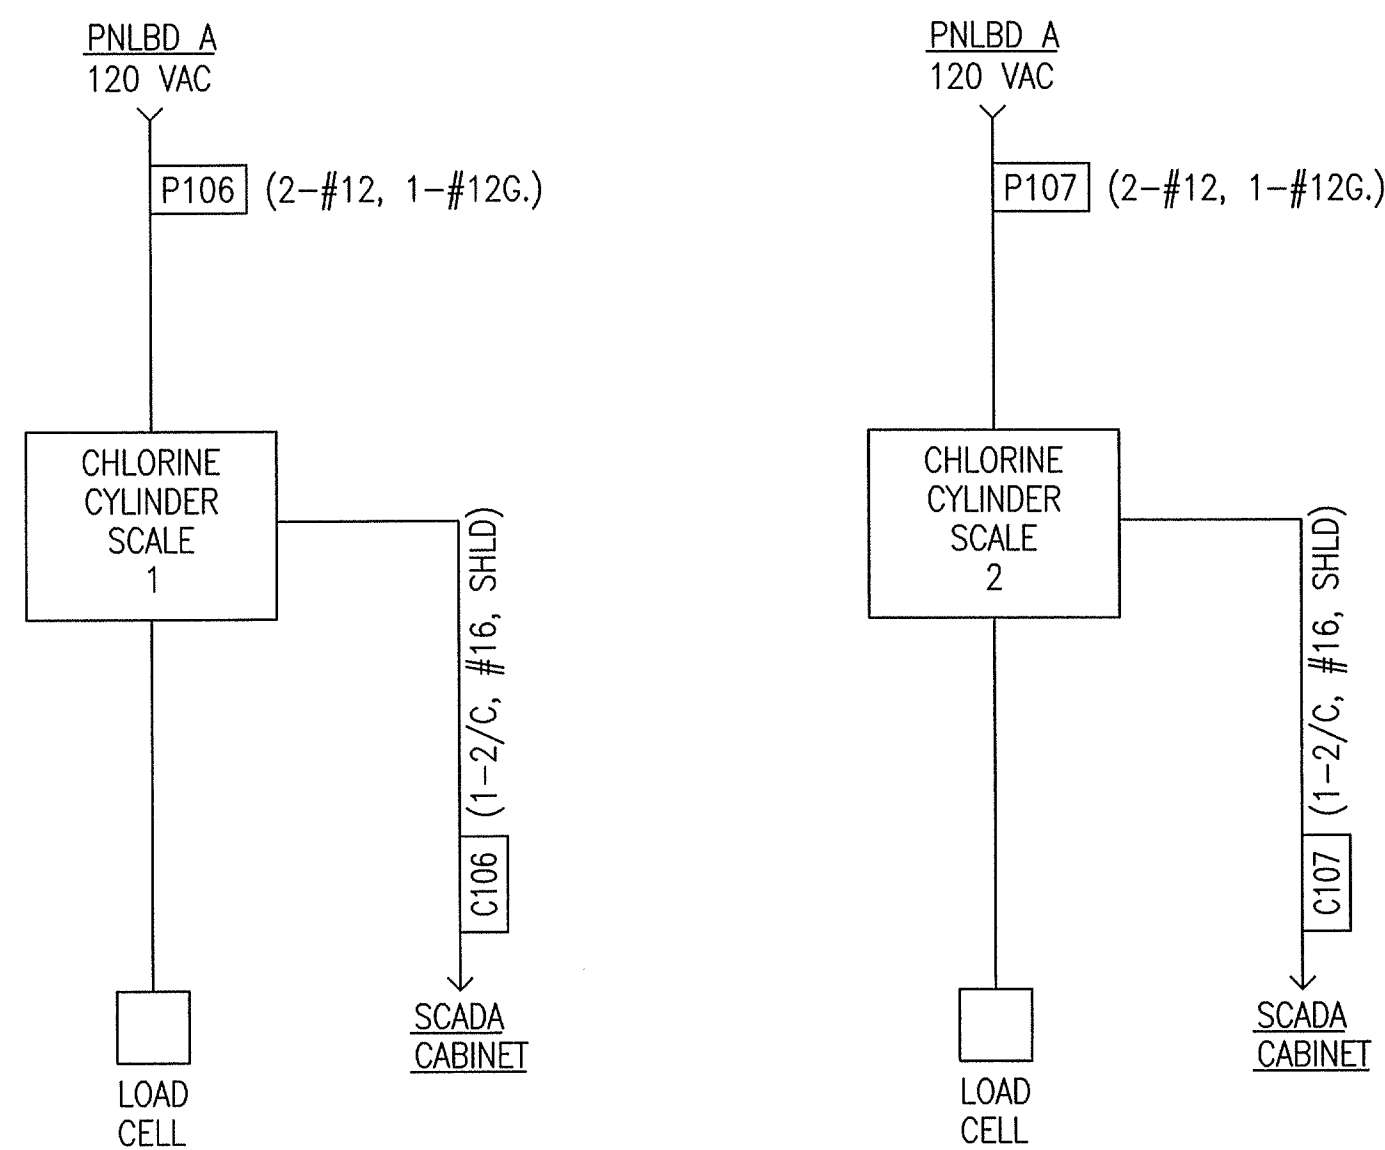 PNLBD A
120 VAC
P106 (2-#12, 1-#12G.)
CHLORINE
CYLINDER
SCALE
1
C106 (1-2/C, #16, SHLD)
LOAD
CELL
SCADA
CABINET
PNLBD A
120 VAC
P107 (2-#12, 1-#12G.)
CHLORINE
CYLINDER
SCALE
2
C107 (1-2/C, #16, SHLD)
LOAD
CELL
SCADA
CABINET